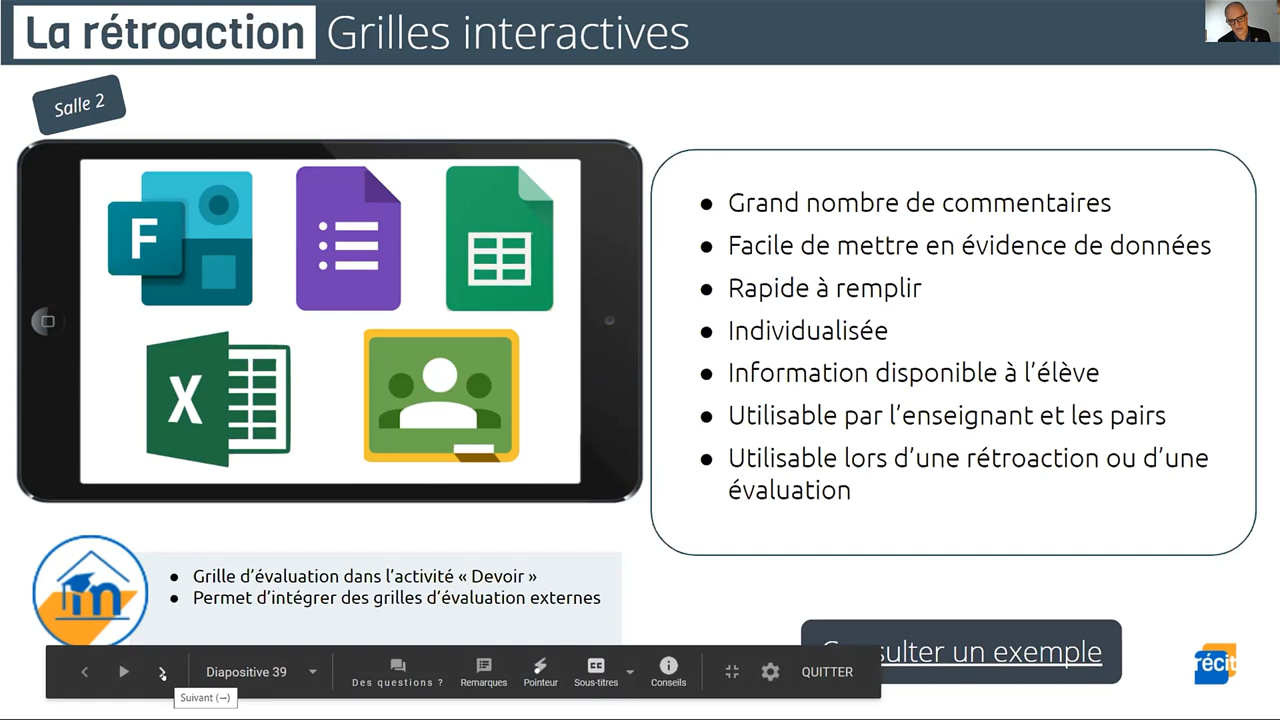 La rétroaction Grilles interactives
Salle 2
F
X
● Grand nombre de commentaires
● Facile de mettre en évidence de données
● Rapide à remplir
● Individualisée
● Information disponible à l'élève
● Utilisable par l'enseignant et les pairs
● Utilisable lors d'une rétroaction ou d'une
évaluation
m
● Grille d'évaluation dans l'activité « Devoir »
● Permet d'intégrer des grilles d'évaluation externes
sulter un exemple
récit
Diapositive 39
Des questions ?
Remarques
Pointeur
CC
Sous-titres
Conseils
QUITTER
Suivant (→)